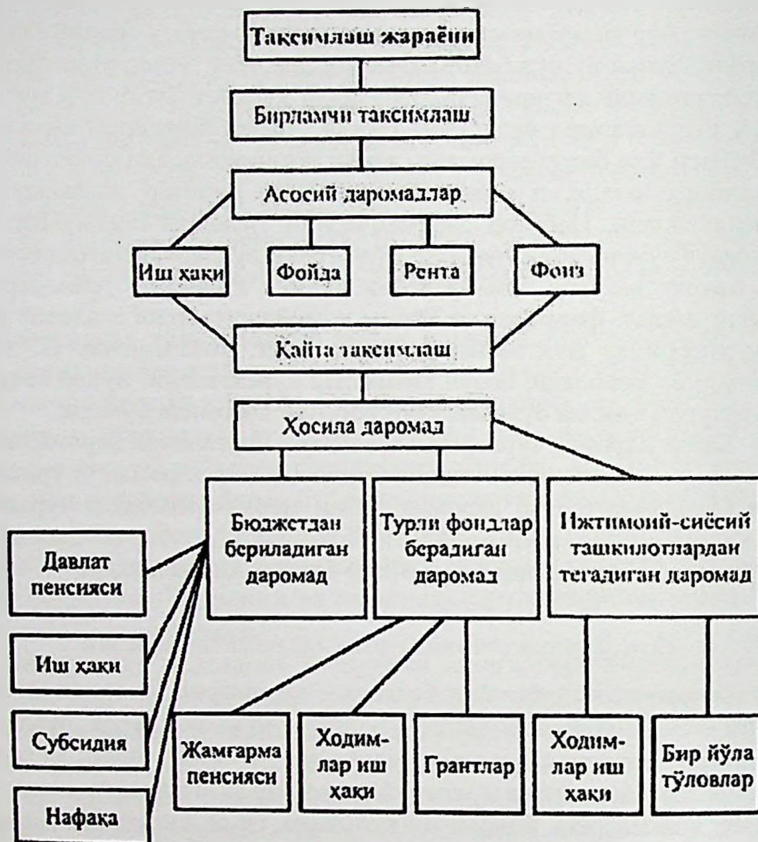 Тақсимлаш жараёни
Бирламчи тақсимлаш
Асосий даромадлар
Иш ҳақи
Фойда
Рента
Фоиз
Қайта тақсимлаш
Ҳосила даромад
Бюджетдан
бериладиган
даромад
Турли фондлар
берадиган
даромад
Ижтимоий-сиёсий
ташкилотлардан
тегадиган даромад
Давлат
пенсияси
Иш ҳақи
Субсидия
Нафақа
Жамғарма
пенсияси
Ходим-
лар иш
ҳақи
Грантлар
Ходим-
лар иш
ҳақи
Бир йўла
тўловлар